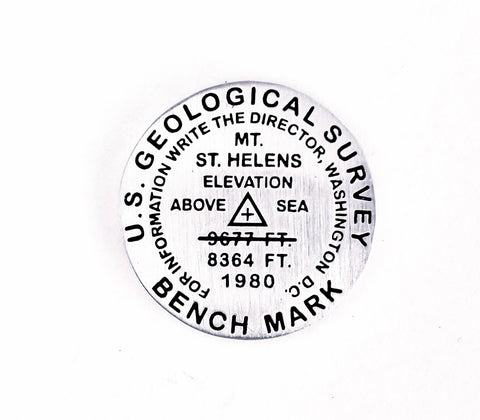 U.S. GEOLOGICAL SURVEY
FOR INFORMATION WRITE THE DIRECTOR, WASHINGTON D.C.
MT.
ST. HELENS
ELEVATION
ABOVE SEA
9677 FT.
8364 FT.
1980
BENCH MARK